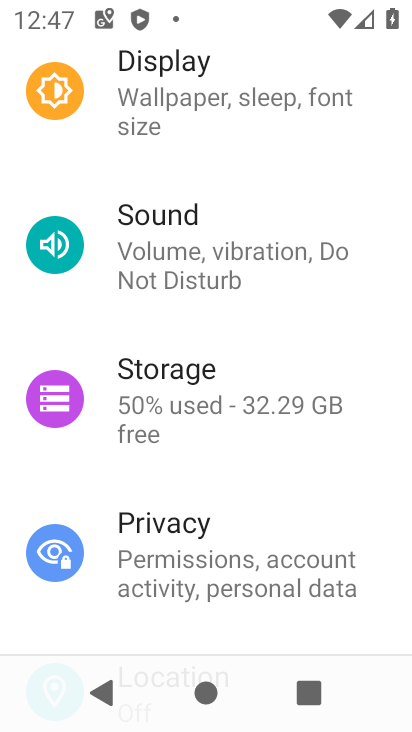 12:47
Display
Wallpaper, sleep, font
size
Sound
Volume, vibration, Do
Not Disturb
Storage
50% used - 32.29 GB
free
Privacy
Permissions, account
activity, personal data
Location
Off